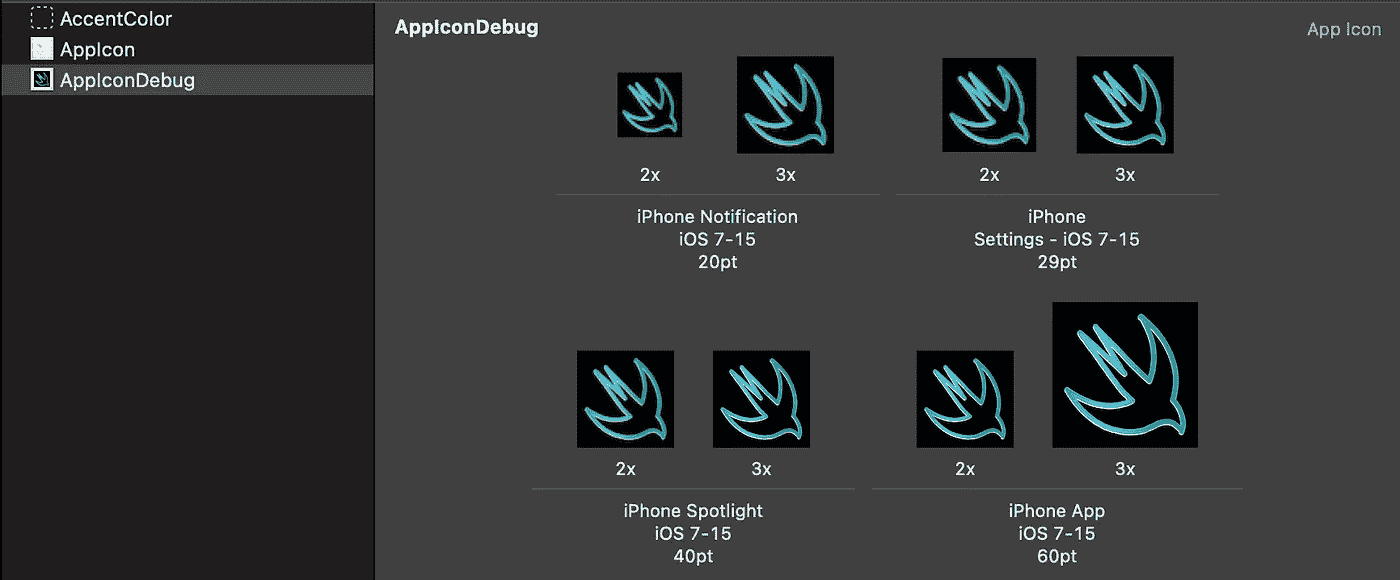 AccentColor
AppIcon
AppIconDebug
AppIconDebug
App Icon
2x 3x 2x 3x
iPhone Notification
iOS 7-15
20pt
iPhone
Settings - iOS 7-15
29pt
2x 3x 2x 3x
iPhone Spotlight
iOS 7-15
40pt
iPhone App
iOS 7-15
60pt